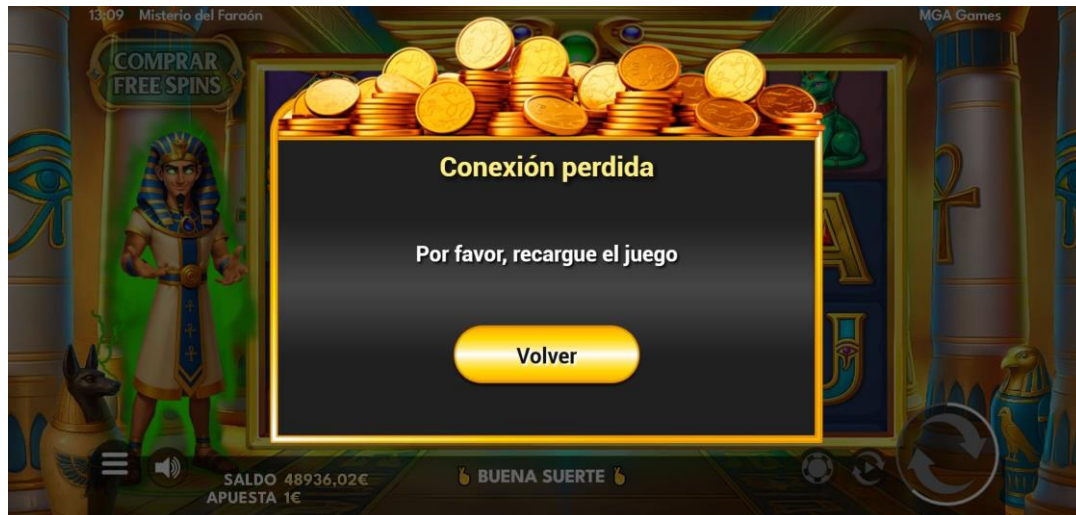 13:09 Misterio del Faraón
MGA Games
COMPRAR
FREE SPINS
Conexión perdida
Por favor, recargue el juego
Volver
SALDO 48936,02€
APUESTA 1€
BUENA SUERTE